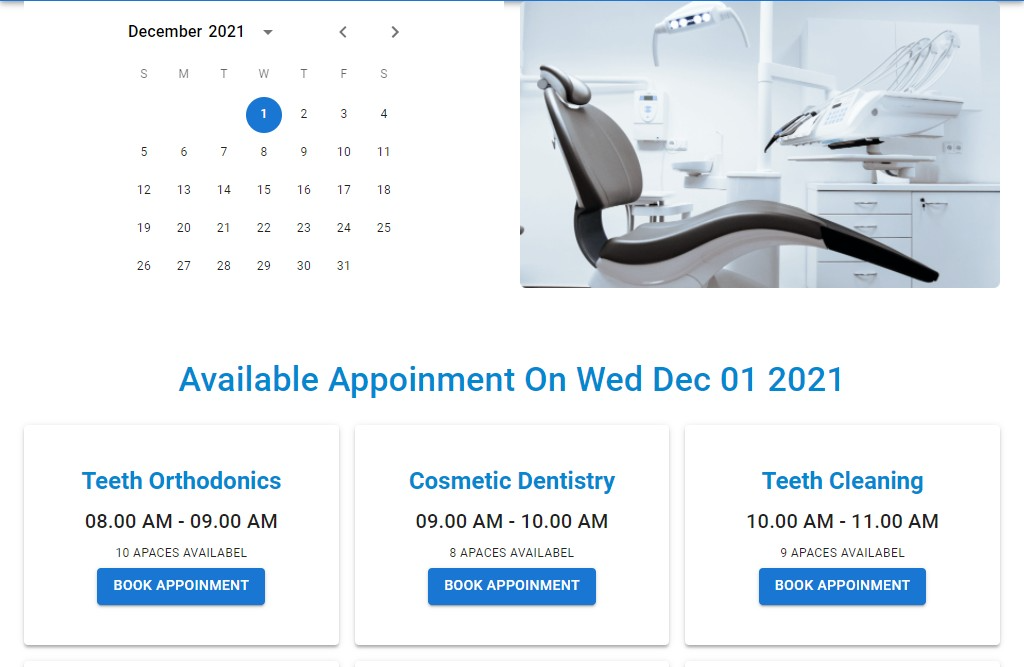 December 2021
S M T W T F S
1 2 3 4
5 6 7 8 9 10 11
12 13 14 15 16 17 18
19 20 21 22 23 24 25
26 27 28 29 30 31
Available Appoinment On Wed Dec 01 2021
Teeth Orthodonics
08.00 AM - 09.00 AM
10 APACES AVAILABEL
BOOK APPOINMENT
Cosmetic Dentistry
09.00 AM - 10.00 AM
8 APACES AVAILABEL
BOOK APPOINMENT
Teeth Cleaning
10.00 AM - 11.00 AM
9 APACES AVAILABEL
BOOK APPOINMENT